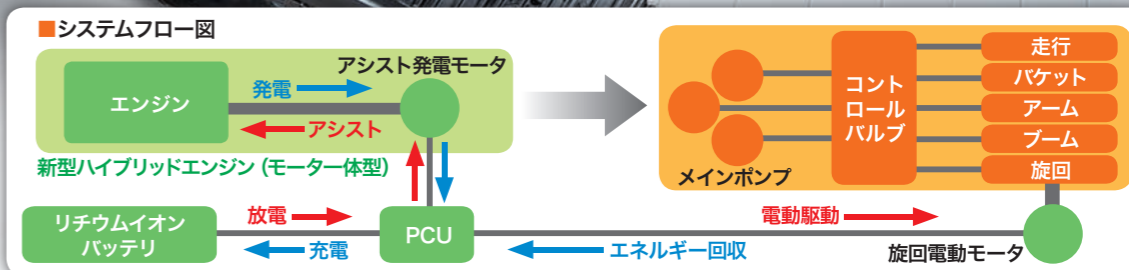 ■システムフロー図
アシスト発電モータ
エンジン
発電
アシスト
新型ハイブリッドエンジン（モーター体型）
リチウムイオン
バッテリ
放電
充電
PCU
電動駆動
エネルギー回収
旋回電動モータ
メインポンプ
コント
ロール
バルブ
走行
バケット
アーム
ブーム
旋回